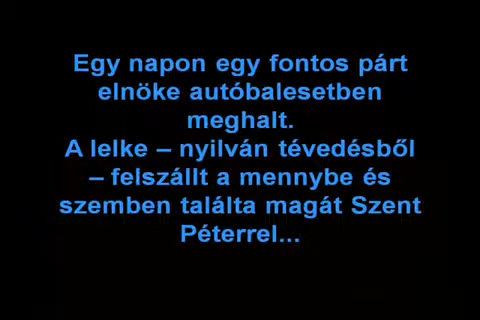 Egy napon egy fontos párt
elnöke autóbalesetben
meghalt.
A lelke – nyilván tévedésből
– felszállt a mennybe és
szemben találta magát Szent
Péterrel...